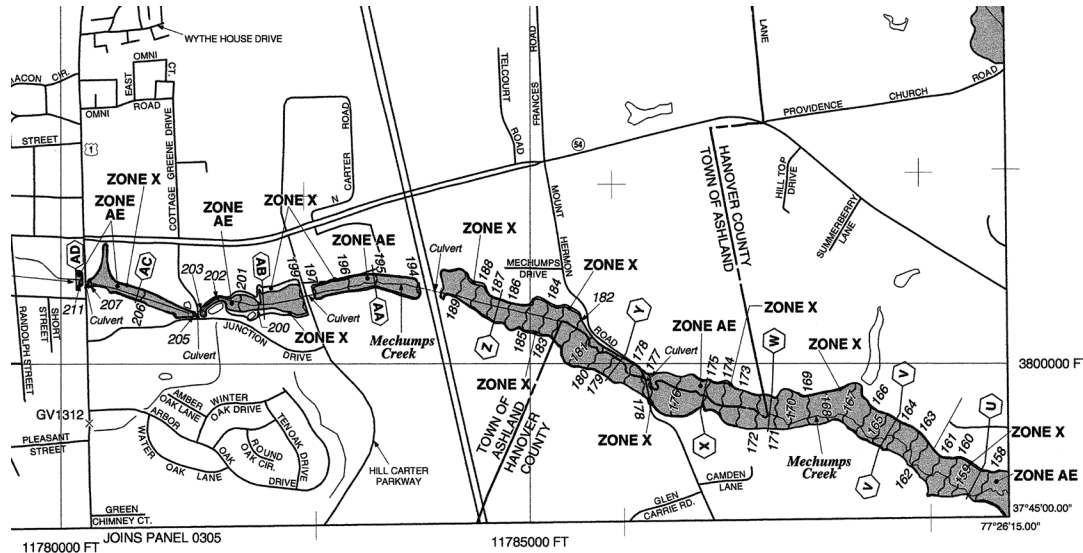 WYTHE HOUSE DRIVE
ACON CIR.
OMNI
EAST
CT.
OMNI ROAD
STREET
1
COTTAGE GREENE DRIVE
N
CARTER
ROAD
TELCOURT
ROAD
FRANCES
ROAD
LANE
PROVIDENCE CHURCH ROAD
54
HANOVER COUNTY
TOWN OF ASHLAND
HILL TOP
DRIVE
SUMMERBERRY
LANE
ZONE X
ZONE
AE
ZONE
AE
ZONE X
ZONE AE
Culvert
ZONE X
MECHUMPS
DRIVE
MOUNT
HERMON
ROAD
ZONE X
AD
AC
203
202
201
AB
199
197
196
195
194
188
187
186
184
182
211
207
206
205
200
Culvert
Culvert
Culvert
ZONE X
AA
Mechumps
Creek
189
Z
185
183
181
180
179
178
Y
177
178
Culvert
ZONE AE
176
175
174
173
ZONE X
W
ZONE X
169
3800000 FT
RANDOLPH STREET
SHORT
STREET
JUNCTION
DRIVE
ZONE X
TOWN OF
ASHLAND
HANOVER
COUNTY
ZONE X
X
172
171
170
168
167
166
165
V
164
163
162
V
161
160
159
158
U
ZONE X
ZONE AE
Mechumps
Creek
GV1312
PLEASANT
STREET
AMBER
OAK LANE
WINTER
OAK DRIVE
ARBOR
OAK
LANE
WATER
ROUND
OAK CIR.
TENOAK DRIVE
DRIVE
HILL CARTER
PARKWAY
CAMDEN
LANE
GLEN
CARRIE RD.
GREEN
CHIMNEY CT.
JOINS PANEL 0305
37°45'00.00"
77°26'15.00"
11780000 FT
11785000 FT